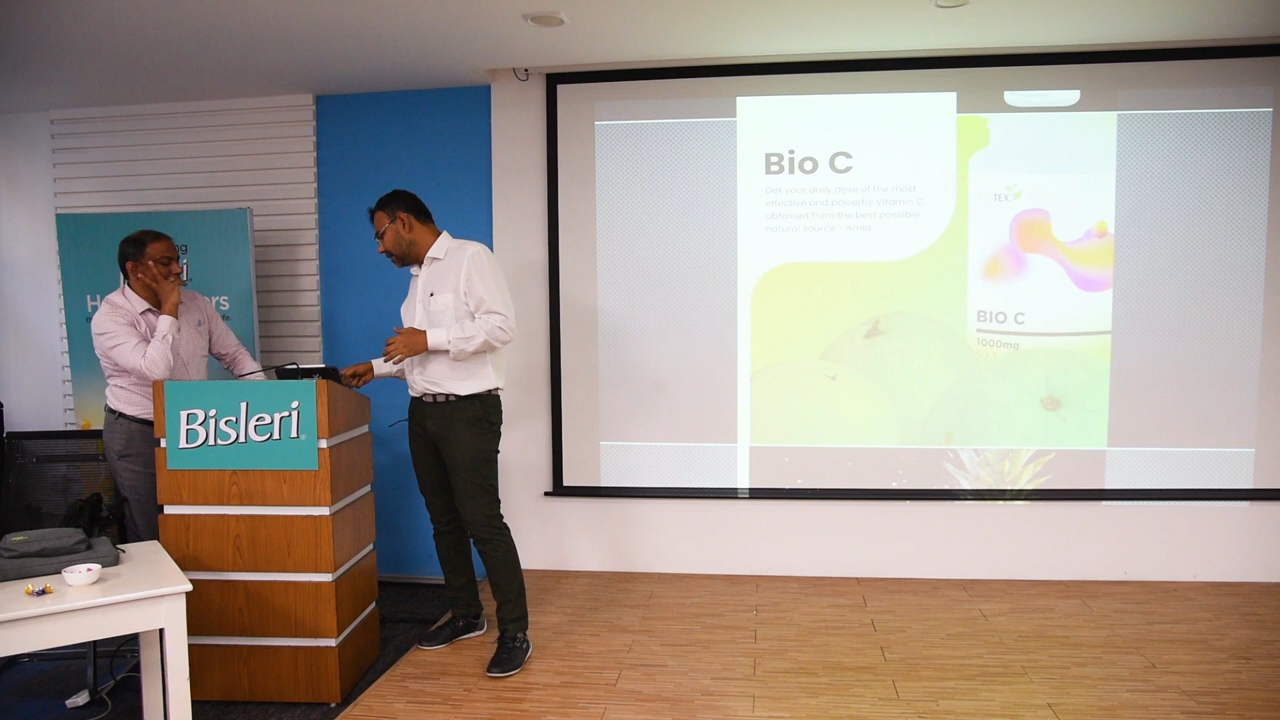 Bisleri
Bio C
Get your daily dose of the most
effective and powerful Vitamin C,
obtained from the best possible
natural source - Amla.
TEX
BIO C
1000mg